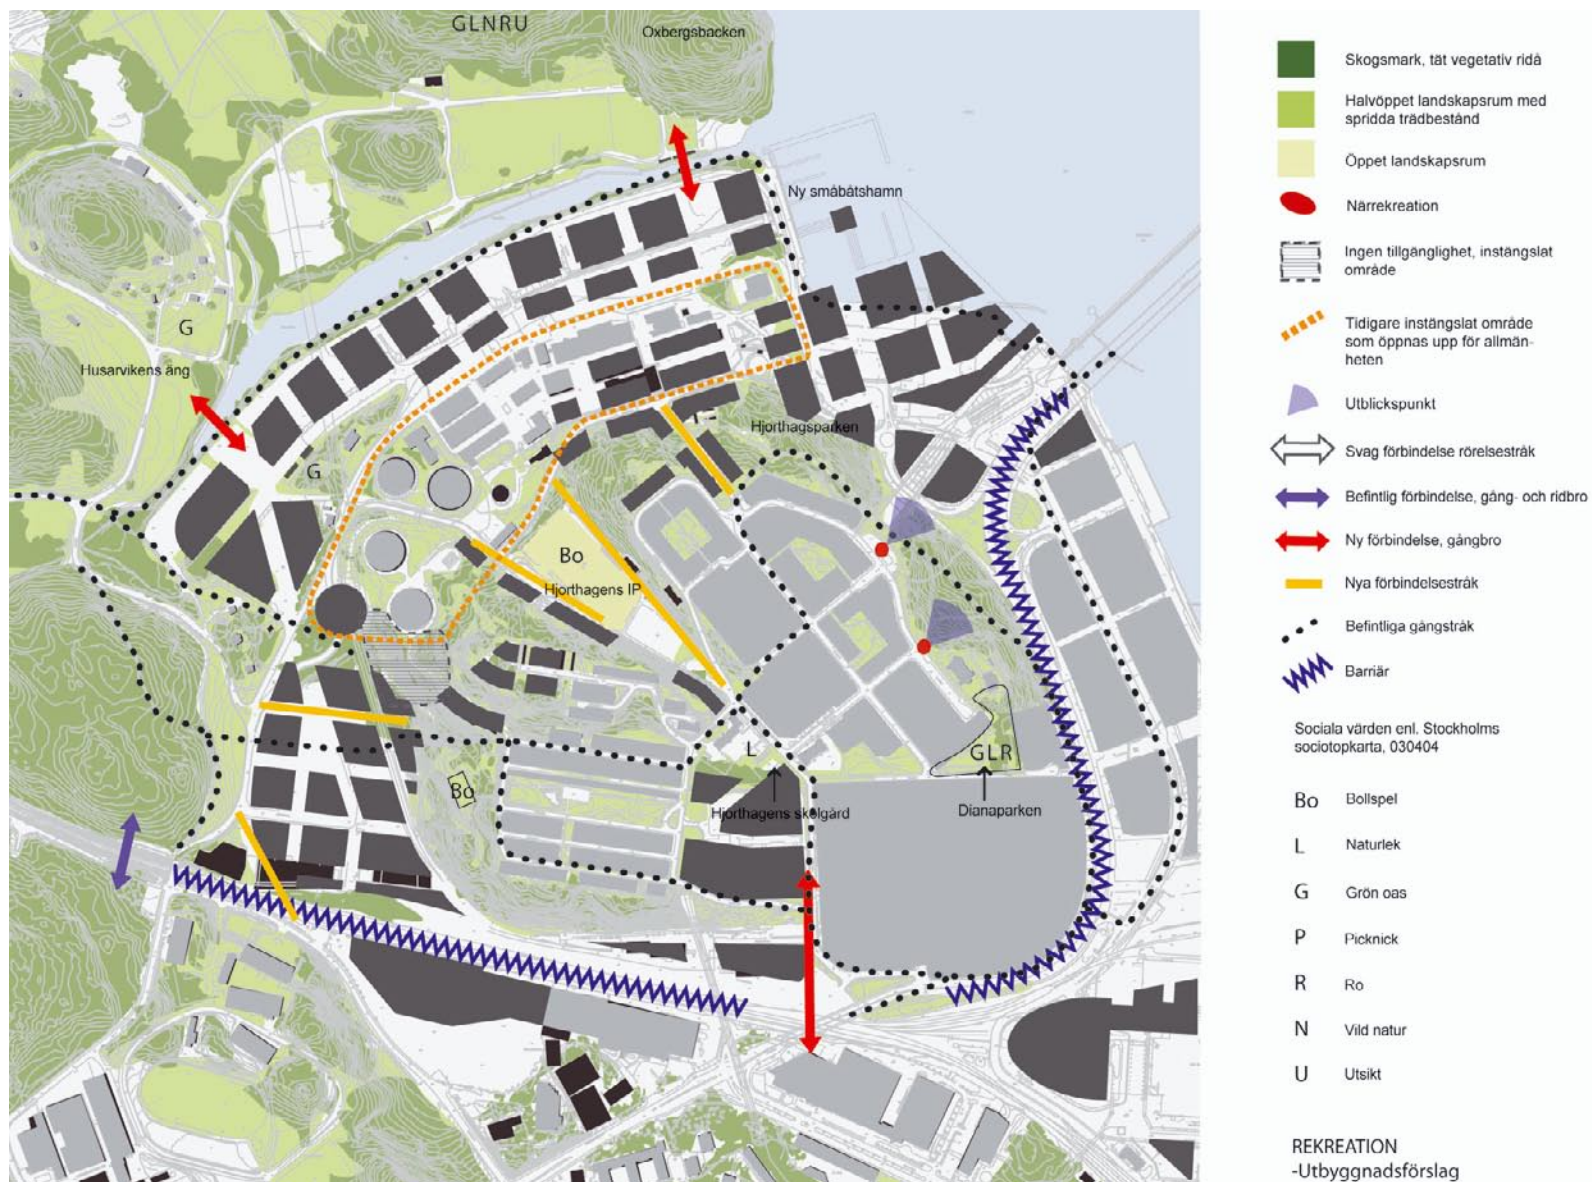 GLNRU
Oxbergsbacken
Ny småbåtshamn
G
Husarvikens äng
Hjorthagsparken
G
Bo
Hjorthagens IP
L
GLR
Bo
Hjorthagens skolgård
Dianaparken
Skogsmark, tät vegetativ ridå
Halvöppet landskapsrum med
spridda trädbestånd
Öppet landskapsrum
Närrekreation
Ingen tillgänglighet, instängslat
område
Tidigare instängslat område
som öppnas upp för allmän-
heten
Utblickspunkt
Svag förbindelse rörelsestråk
Befintlig förbindelse, gång- och ridbro
Ny förbindelse, gångbro
Nya förbindelsestråk
Befintliga gångstråk
Barriär
Sociala värden enl. Stockholms
sociotopkarta, 030404
Bo Bollspel
L Naturlek
G Grön oas
P Picknick
R Ro
N Vild natur
U Utsikt
REKREATION
-Utbyggnadsförslag